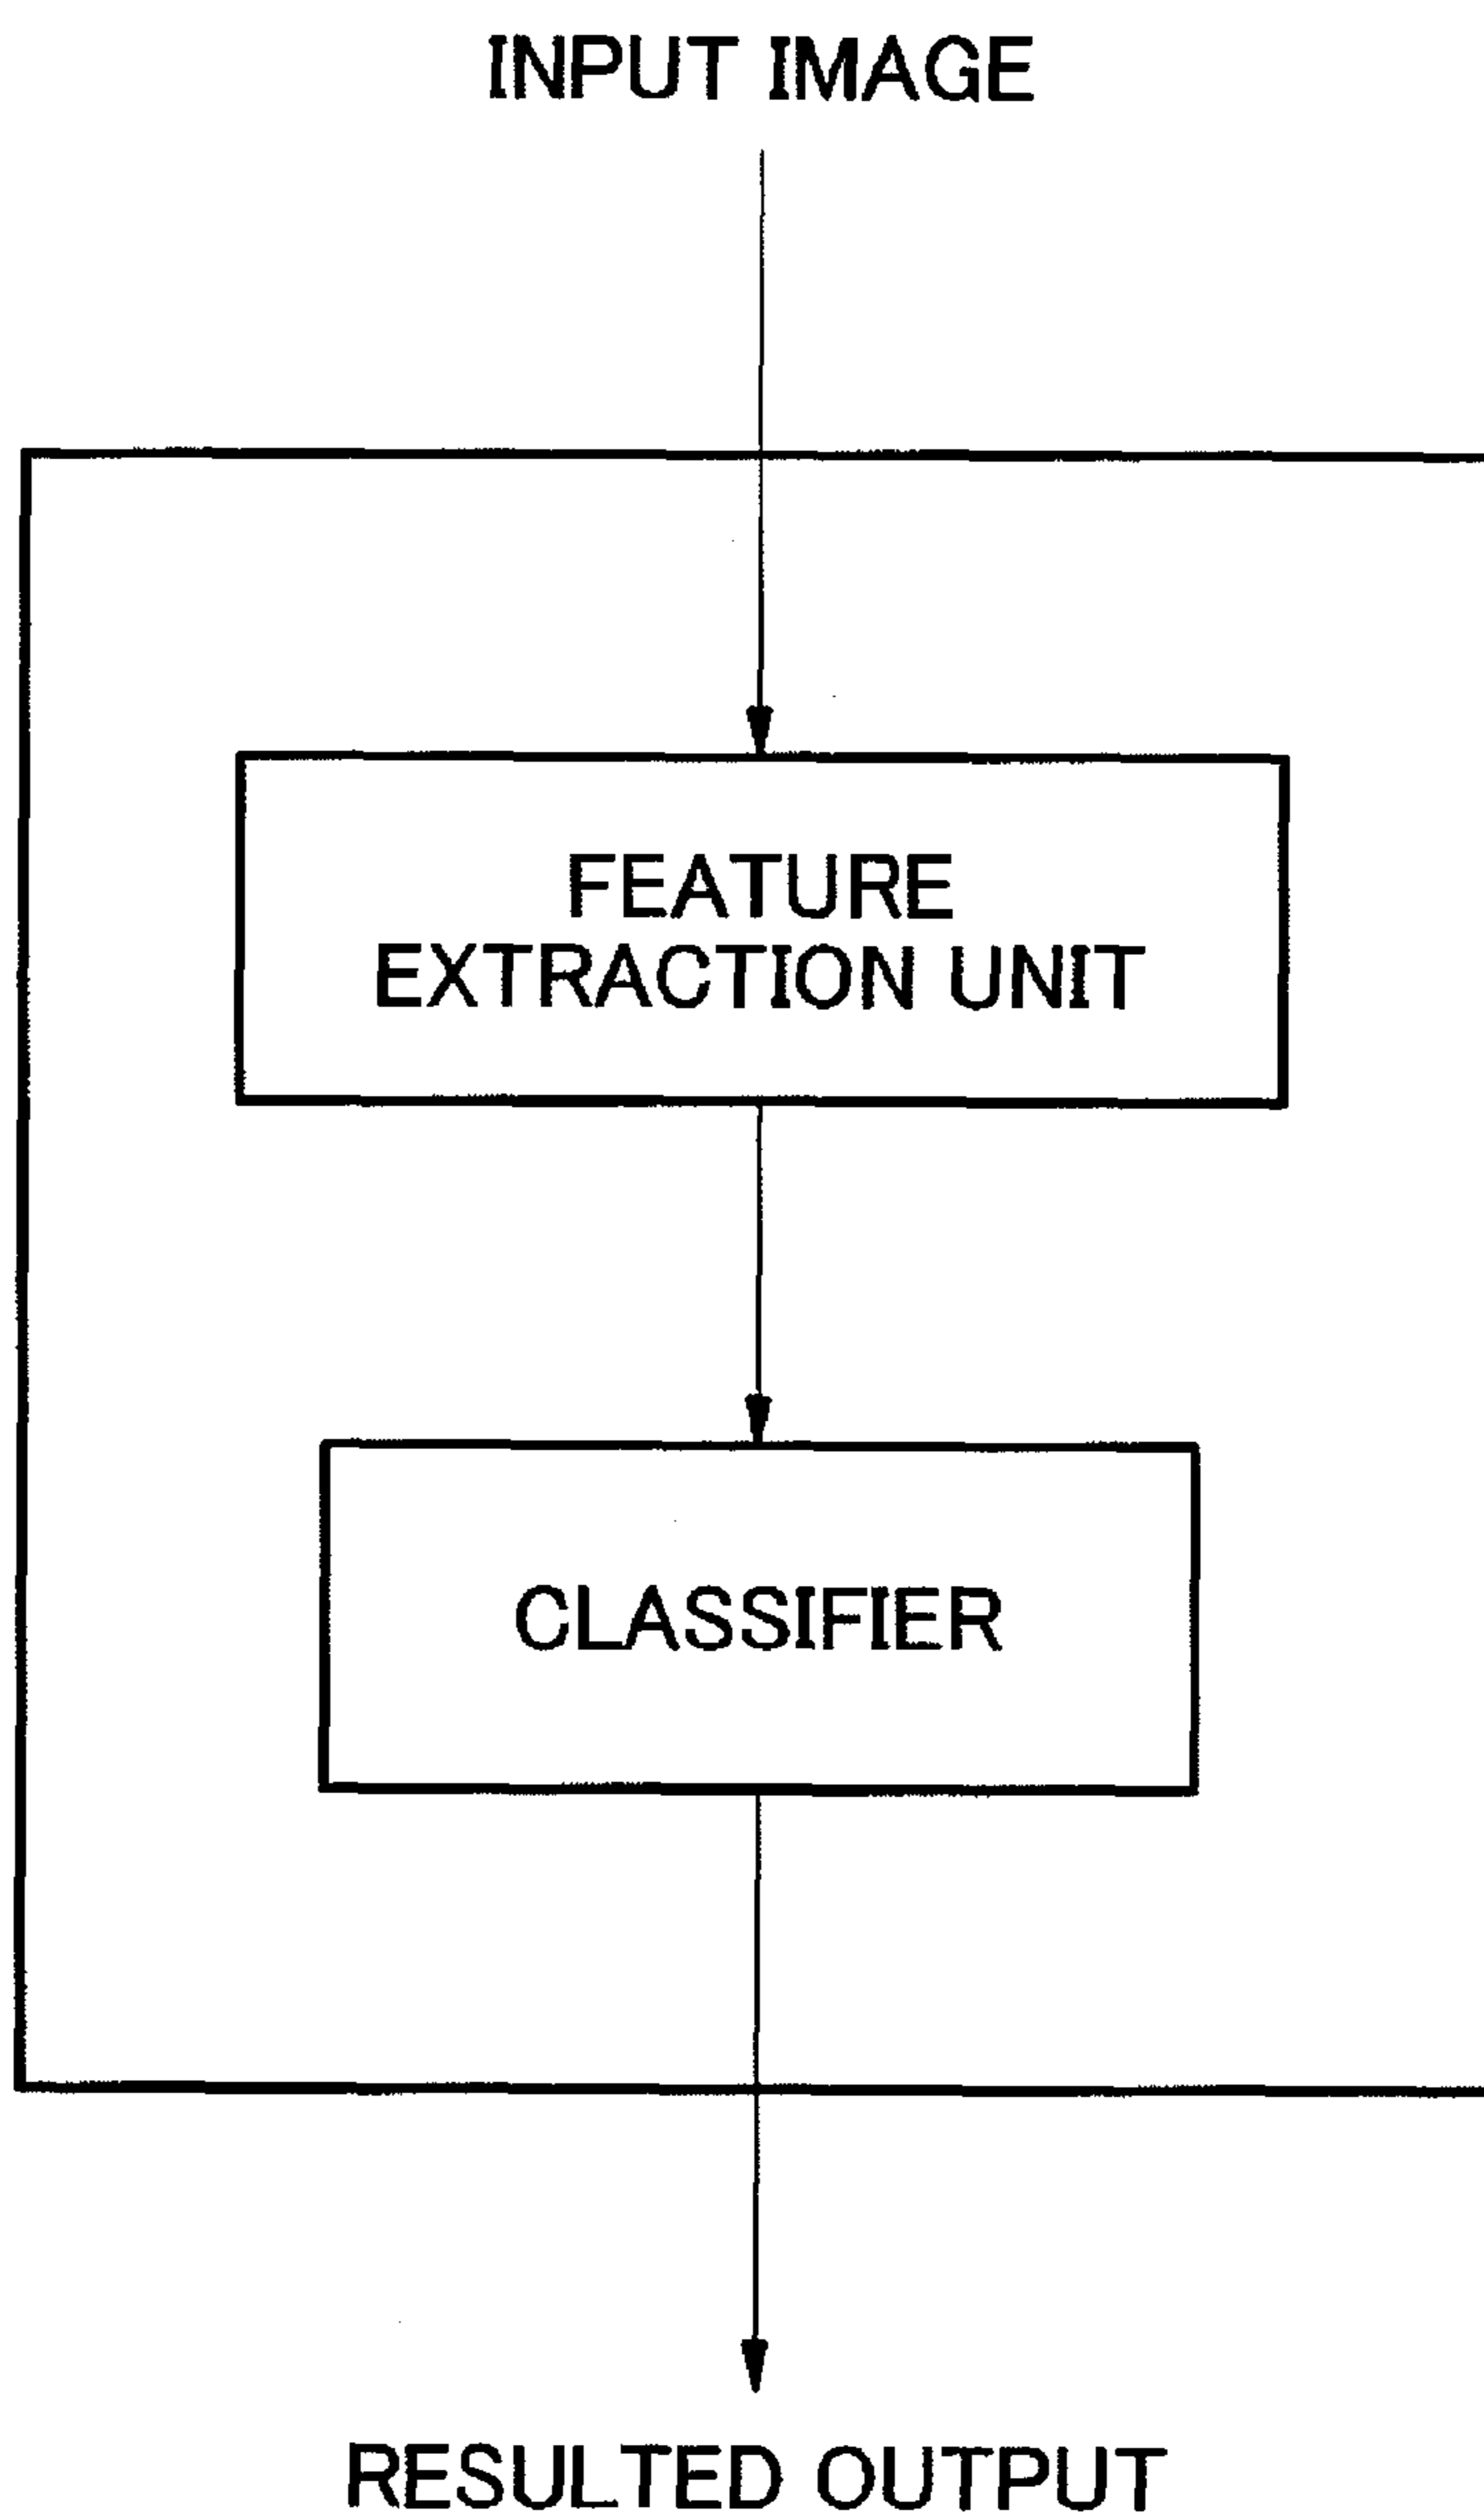 INPUT IMAGE
FEATURE
EXTRACTION UNIT
CLASSIFIER
RESULTED OUTPUT